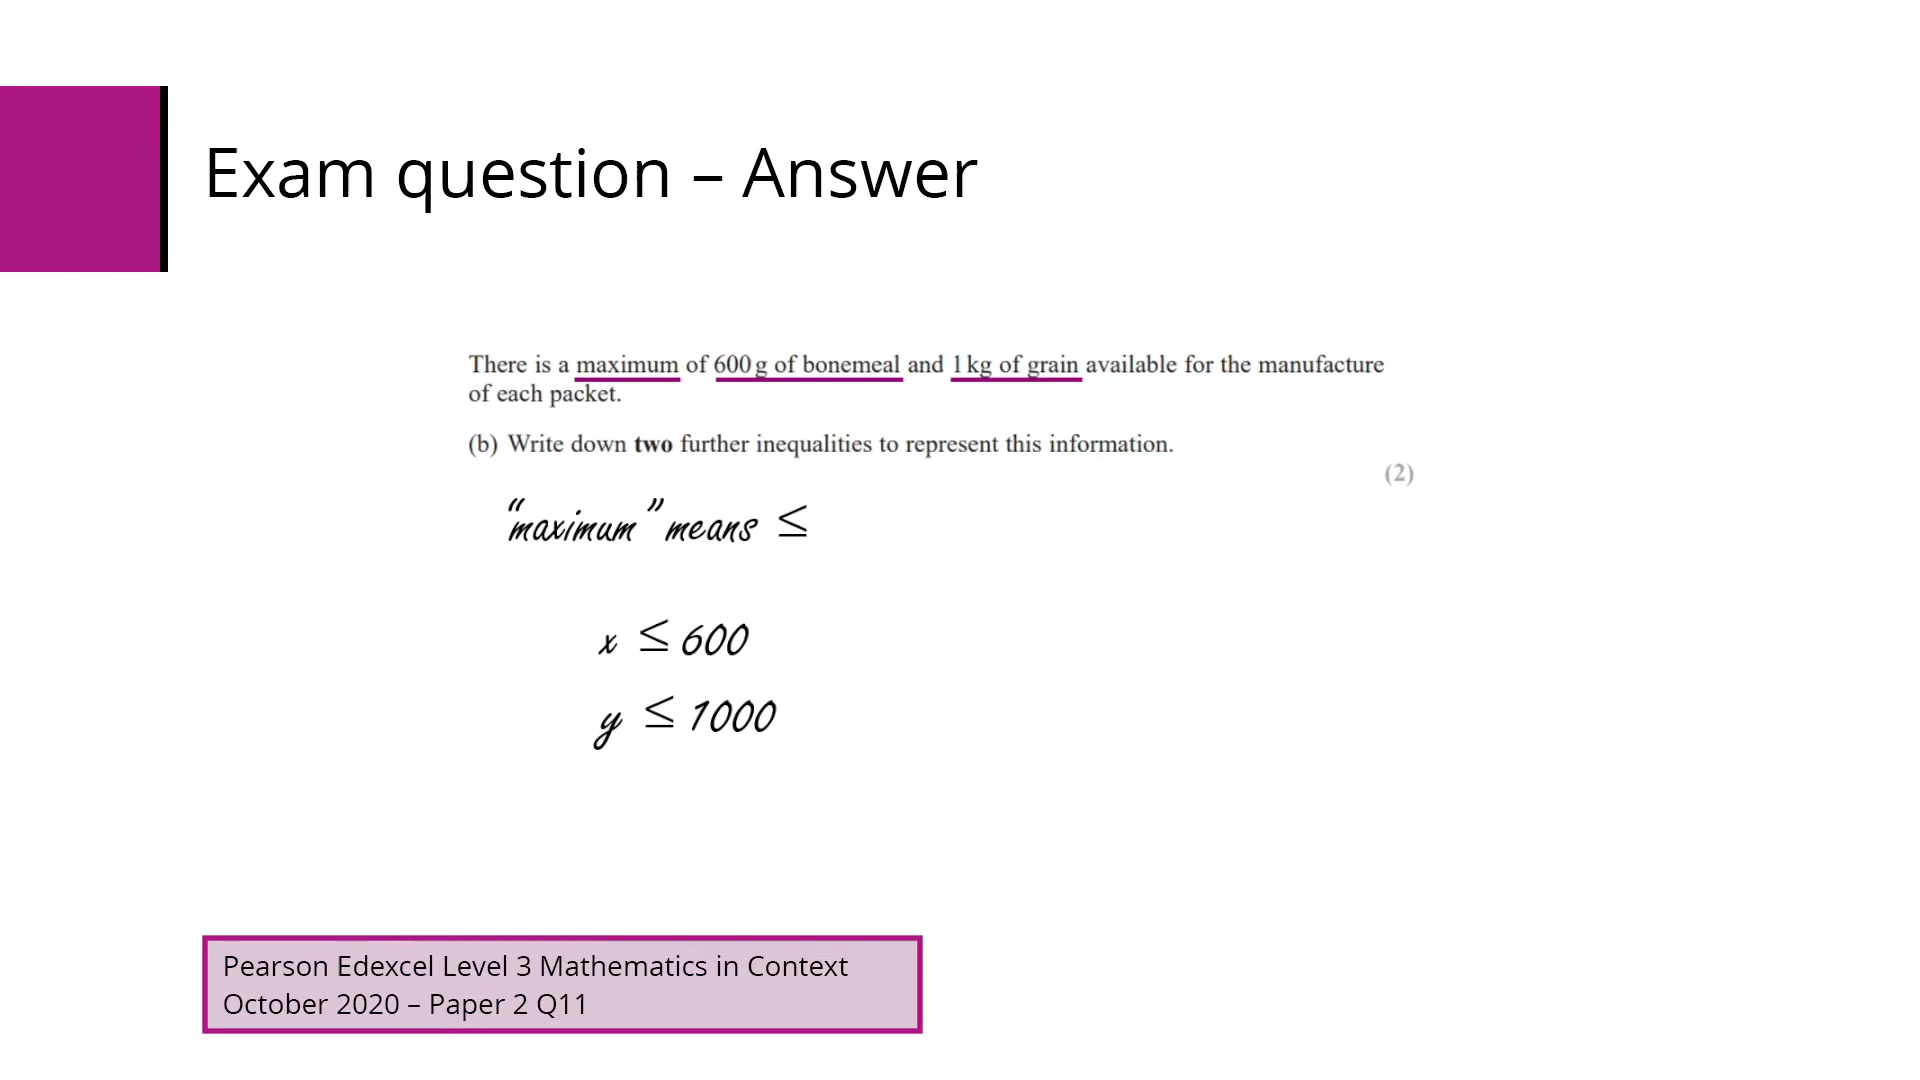 Exam question – Answer
There is a maximum of 600 g of bonemeal and 1 kg of grain available for the manufacture
of each packet.
(b) Write down two further inequalities to represent this information.
(2)
“maximum” means ≤
x ≤ 600
y ≤ 1000
Pearson Edexcel Level 3 Mathematics in Context
October 2020 – Paper 2 Q11